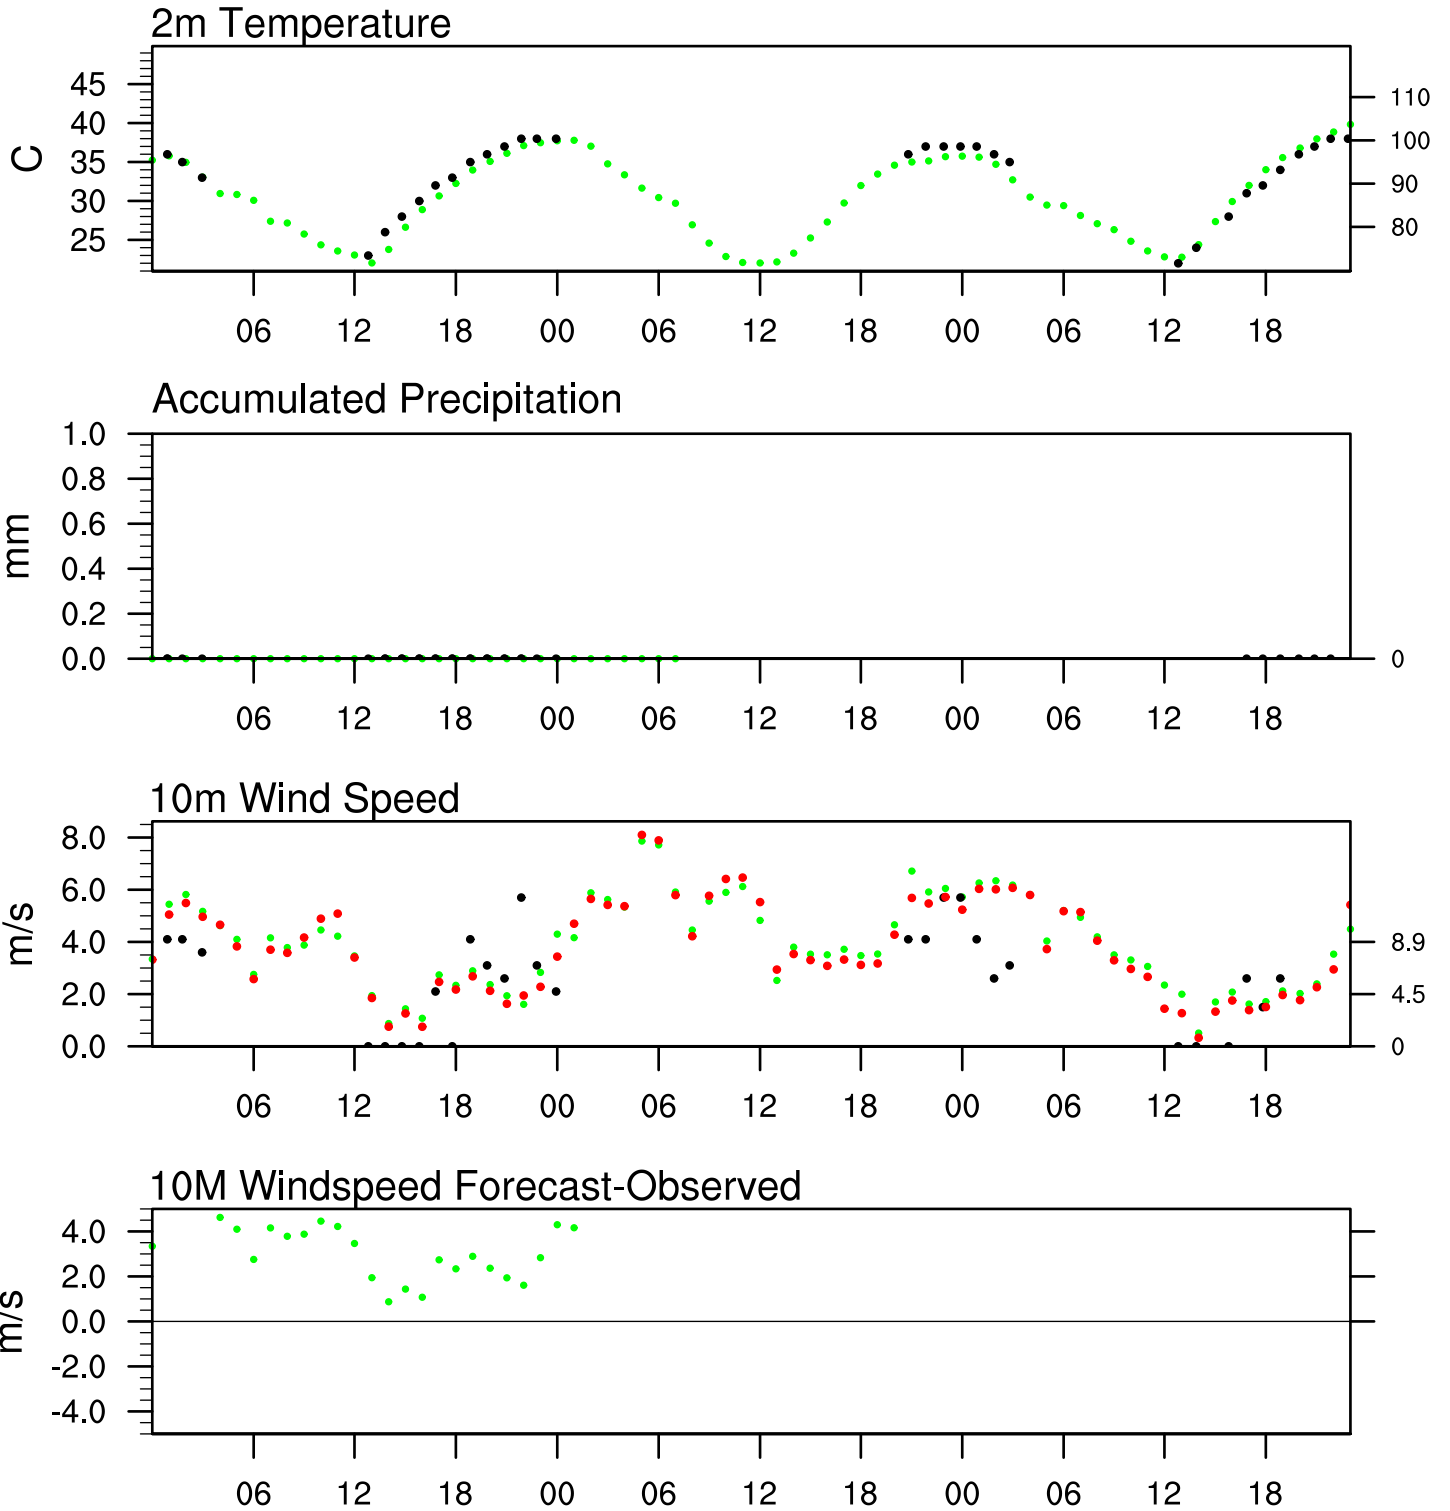 2m Temperature
45
40
35
30
25
C
110
100
90
80
06 12 18 00 06 12 18 00 06 12 18
Accumulated Precipitation
1.0
0.8
0.6
0.4
0.2
0.0
mm
0
06 12 18 00 06 12 18 00 06 12 18
10m Wind Speed
8.0
6.0
4.0
2.0
0.0
m/s
8.9
4.5
0
06 12 18 00 06 12 18 00 06 12 18
10M Windspeed Forecast-Observed
4.0
2.0
0.0
-2.0
-4.0
m/s
06 12 18 00 06 12 18 00 06 12 18